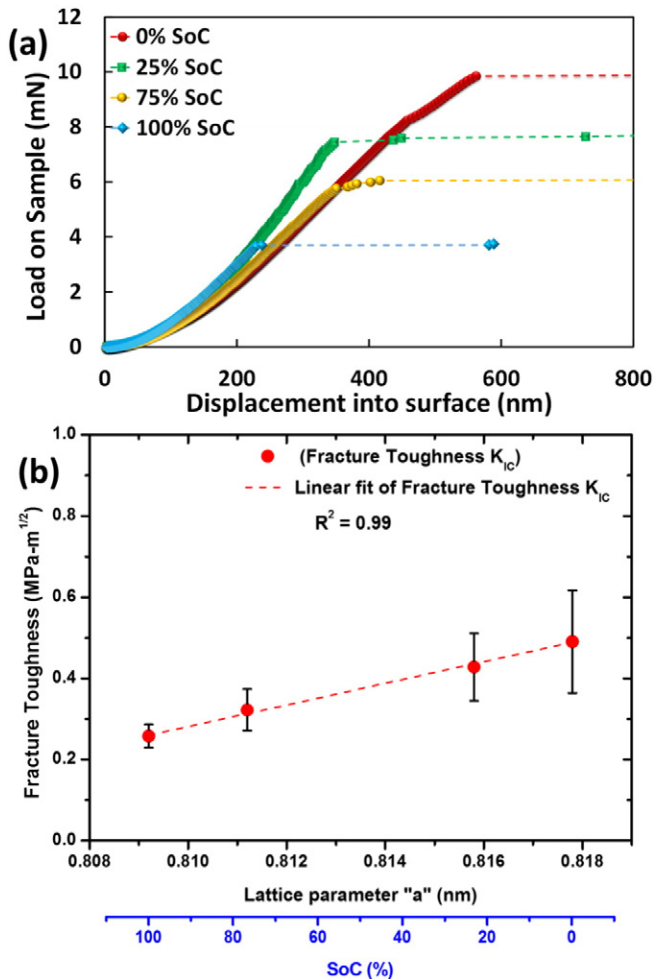 (a)
0% SoC
25% SoC
75% SoC
100% SoC
12
10
8
6
4
2
0
Load on Sample (mN)
0 200 400 600 800
Displacement into surface (nm)
(b)
(Fracture Toughness K_IC)
Linear fit of Fracture Toughness K_IC
R² = 0.99
1.0
0.8
0.6
0.4
0.2
0.0
Fracture Toughness (MPa-m^1/2)
0.808 0.810 0.812 0.814 0.816 0.818
Lattice parameter "a" (nm)
100 80 60 40 20 0
SoC (%)